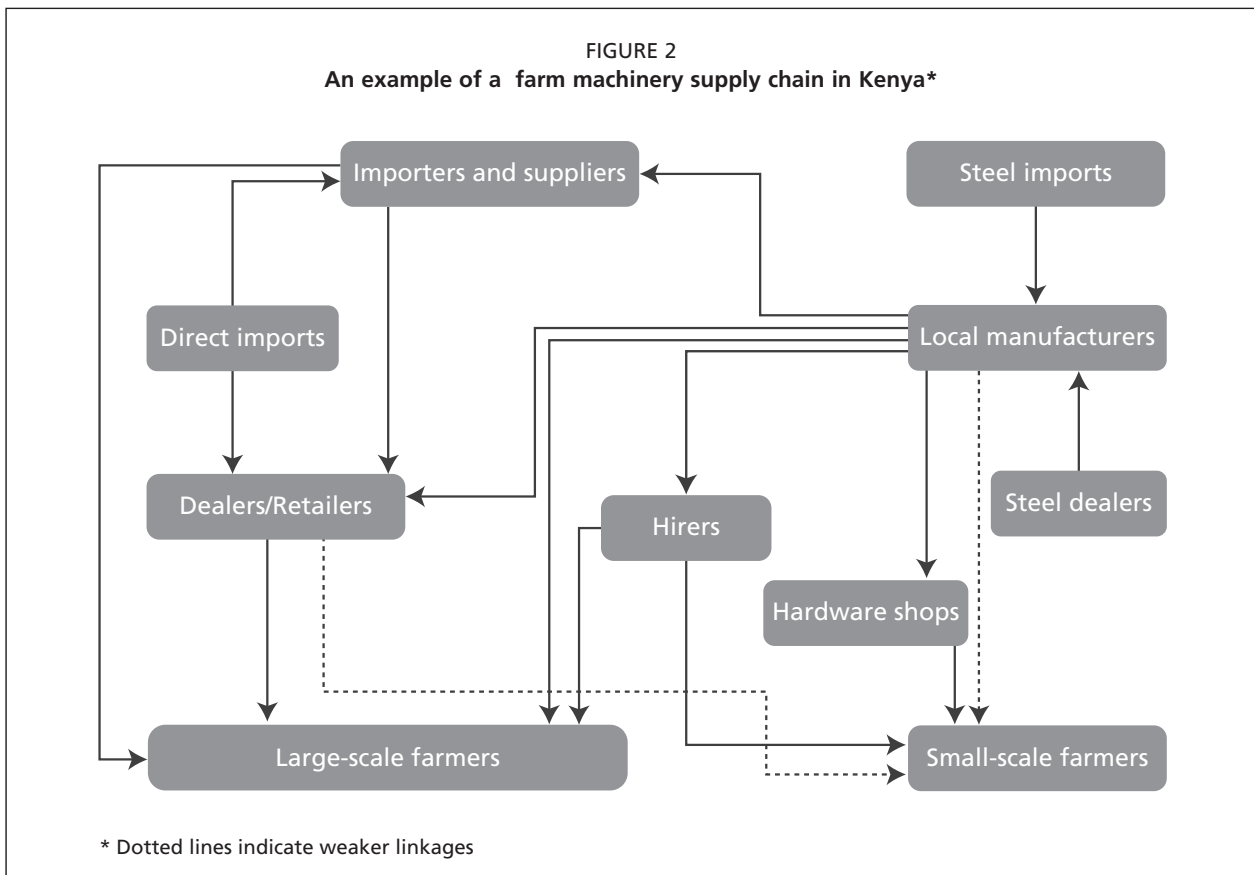 FIGURE 2
An example of a farm machinery supply chain in Kenya*
Importers and suppliers
Steel imports
Direct imports
Local manufacturers
Dealers/Retailers
Hirers
Steel dealers
Hardware shops
Large-scale farmers
Small-scale farmers
* Dotted lines indicate weaker linkages